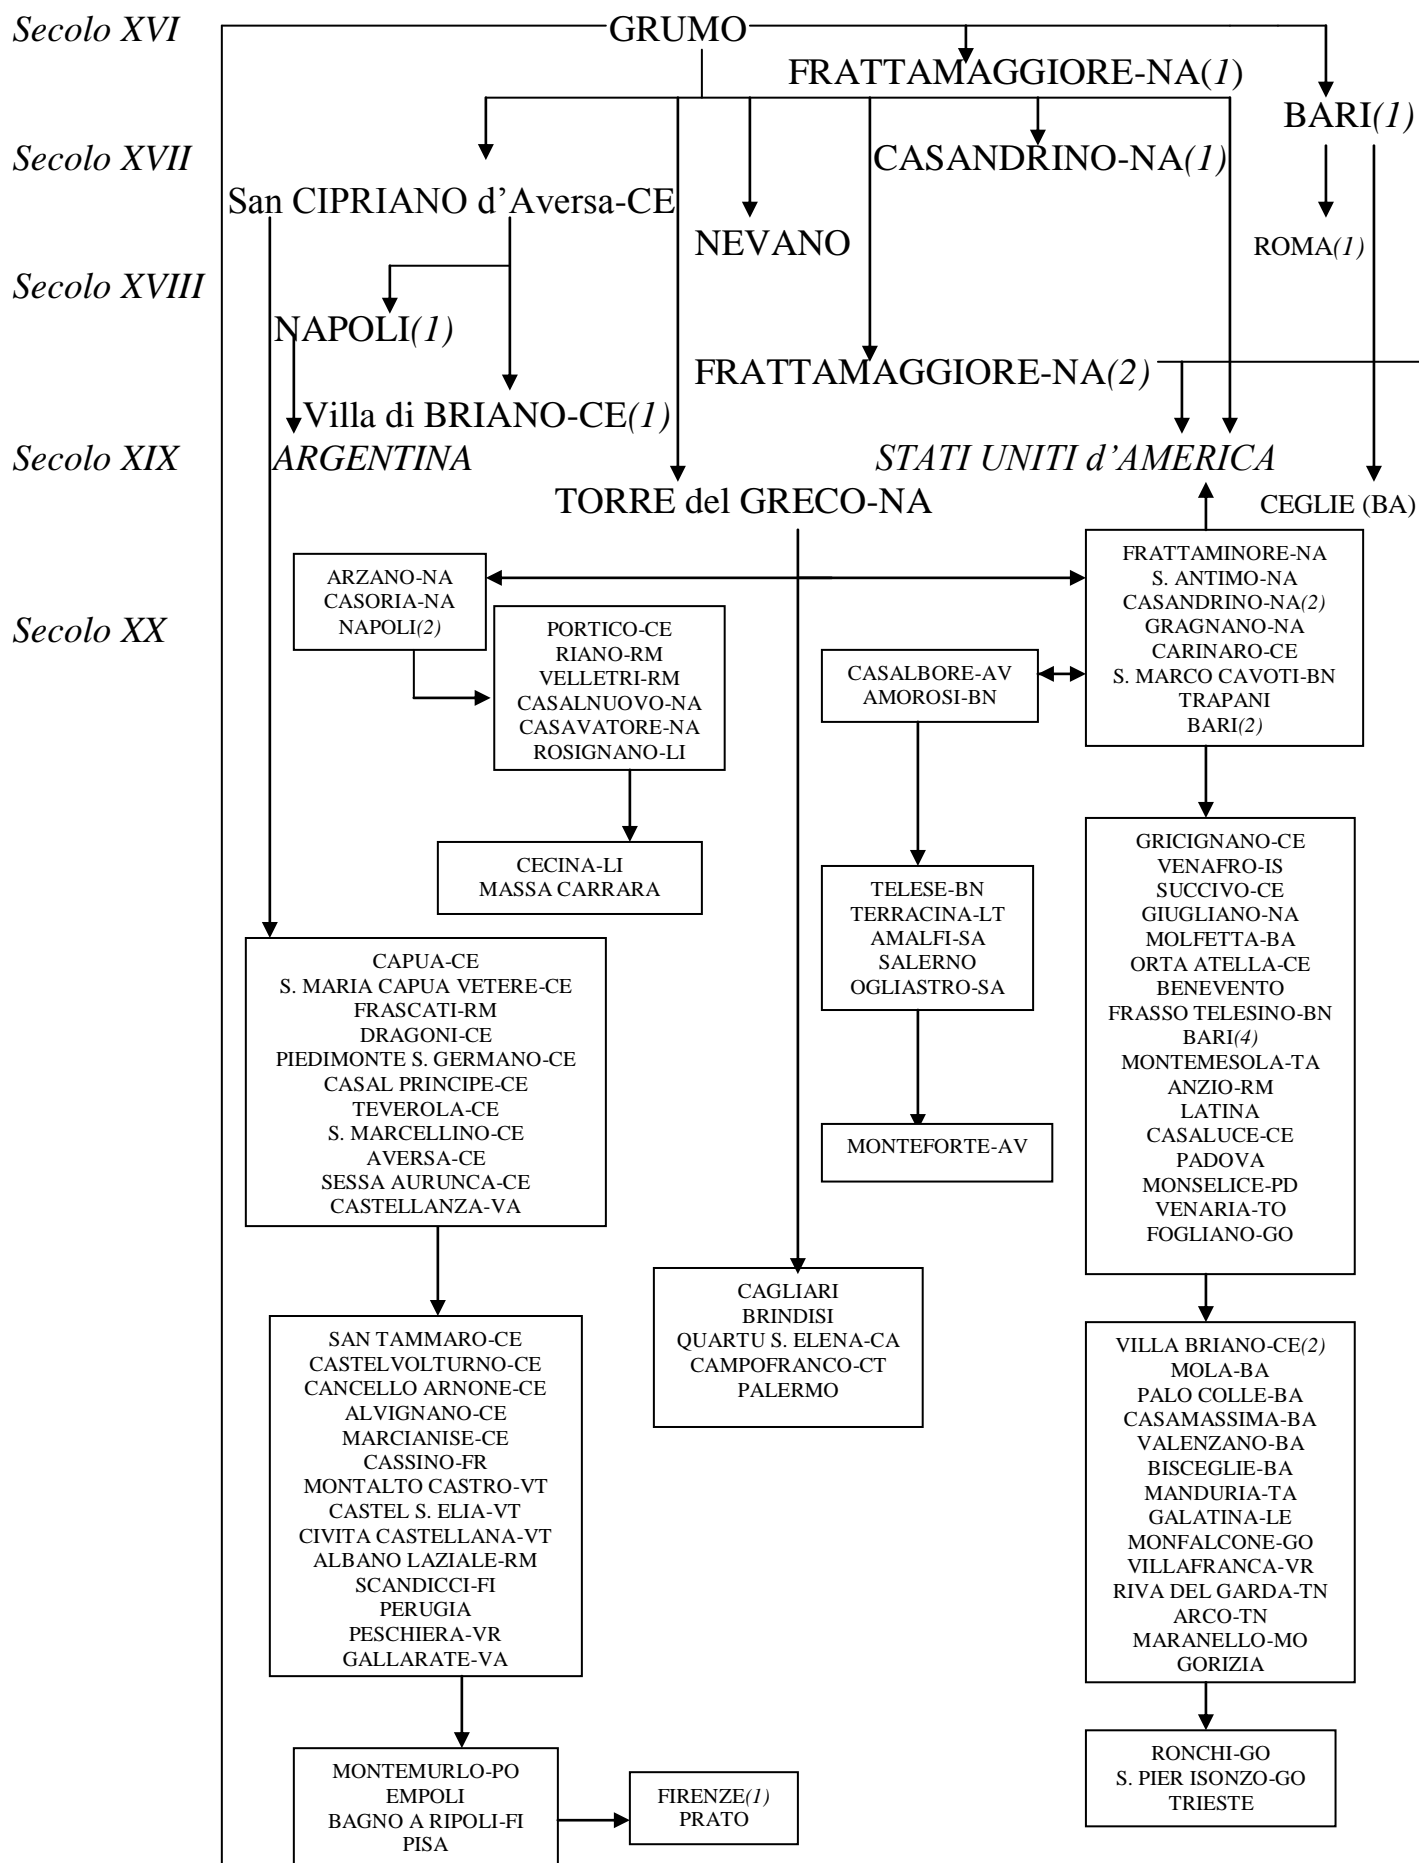 Secolo XVI
GRUMO
FRATTAMAGGIORE-NA(1)
BARI(1)
Secolo XVII
CASANDRINO-NA(1)
San CIPRIANO d’Aversa-CE
NEVANO
ROMA(1)
Secolo XVIII
NAPOLI(1)
FRATTAMAGGIORE-NA(2)
Villa di BRIANO-CE(1)
Secolo XIX
ARGENTINA
STATI UNITI d’AMERICA
TORRE del GRECO-NA
CEGLIE (BA)
Secolo XX
ARZANO-NA
CASORIA-NA
NAPOLI(2)
PORTICO-CE
RIANO-RM
VELLETRI-RM
CASALNUOVO-NA
CASAVATORE-NA
ROSIGNANO-LI
CECINA-LI
MASSA CARRARA
FRATTAMINORE-NA
S. ANTIMO-NA
CASANDRINO-NA(2)
GRAGNANO-NA
CARINARO-CE
S. MARCO CAVOTI-BN
TRAPANI
BARI(2)
CASALBORE-AV
AMOROSI-BN
TELESE-BN
TERRACINA-LT
AMALFI-SA
SALERNO
OGLIASTRO-SA
MONTEFORTE-AV
GRICIGNANO-CE
VENAFRO-IS
SUCCIVO-CE
GIUGLIANO-NA
MOLFETTA-BA
ORTA ATELLA-CE
BENEVENTO
FRASSO TELESINO-BN
BARI(4)
MONTEMESOLA-TA
ANZIO-RM
LATINA
CASALUCE-CE
PADOVA
MONSELICE-PD
VENARIA-TO
FOGLIANO-GO
CAPUA-CE
S. MARIA CAPUA VETERE-CE
FRASCATI-RM
DRAGONI-CE
PIEDIMONTE S. GERMANO-CE
CASAL PRINCIPE-CE
TEVEROLA-CE
S. MARCELLINO-CE
AVERSA-CE
SESSA AURUNCA-CE
CASTELLANZA-VA
CAGLIARI
BRINDISI
QUARTU S. ELENA-CA
CAMPOFRANCO-CT
PALERMO
SAN TAMMARO-CE
CASTELVOLTURNO-CE
CANCELLO ARNONE-CE
ALVIGNANO-CE
MARCIANISE-CE
CASSINO-FR
MONTALTO CASTRO-VT
CASTEL S. ELIA-VT
CIVITA CASTELLANA-VT
ALBANO LAZIALE-RM
SCANDICCI-FI
PERUGIA
PESCHIERA-VR
GALLARATE-VA
VILLA BRIANO-CE(2)
MOLA-BA
PALO COLLE-BA
CASAMASSIMA-BA
VALENZANO-BA
BISCEGLIE-BA
MANDURIA-TA
GALATINA-LE
MONFALCONE-GO
VILLAFRANCA-VR
RIVA DEL GARDA-TN
ARCO-TN
MARANELLO-MO
GORIZIA
MONTEMURLO-PO
EMPOLI
BAGNO A RIPOLI-FI
PISA
FIRENZE(1)
PRATO
RONCHI-GO
S. PIER ISONZO-GO
TRIESTE